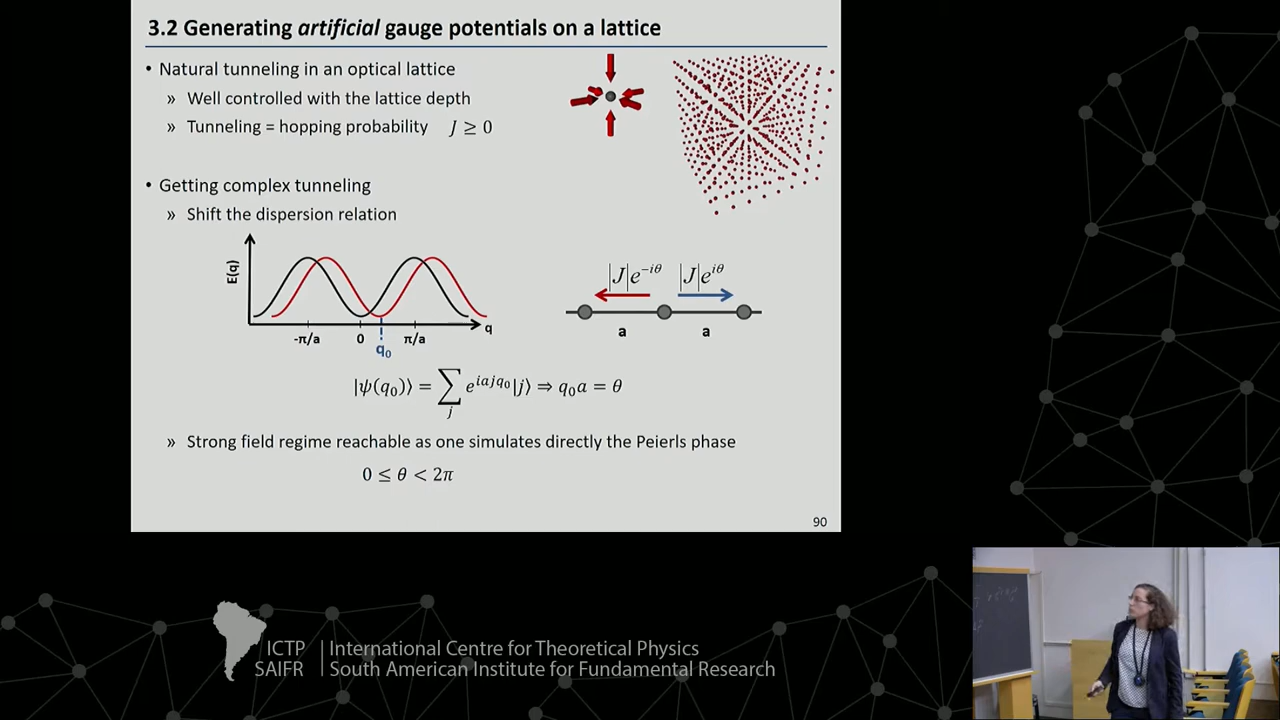 3.2 Generating artificial gauge potentials on a lattice
• Natural tunneling in an optical lattice
» Well controlled with the lattice depth
» Tunneling = hopping probability J ≥ 0
• Getting complex tunneling
» Shift the dispersion relation
E(q)
-π/a 0 π/a q
q₀
|J|e^{-iθ} |J|e^{iθ}
a a
|ψ(q₀)⟩ = ∑_j e^{iajq₀}|j⟩ ⇒ q₀a = θ
» Strong field regime reachable as one simulates directly the Peierls phase
0 ≤ θ < 2π
90
ICTP | International Centre for Theoretical Physics
SAIFR | South American Institute for Fundamental Research